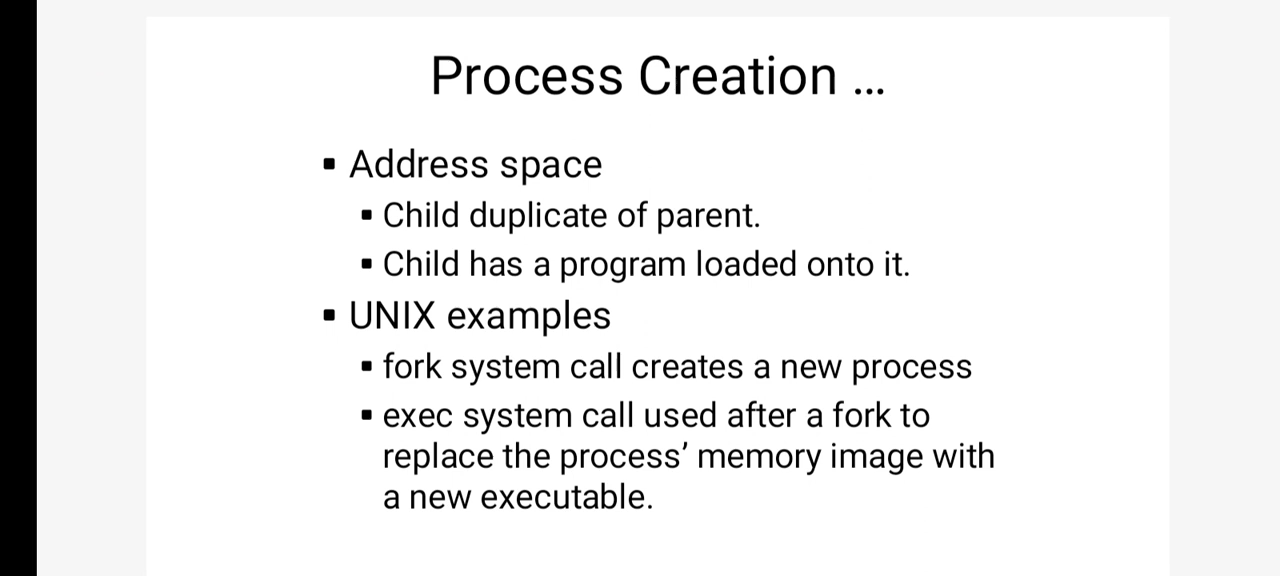 Process Creation ...
▪ Address space
▪ Child duplicate of parent.
▪ Child has a program loaded onto it.
▪ UNIX examples
▪ fork system call creates a new process
▪ exec system call used after a fork to
replace the process’ memory image with
a new executable.